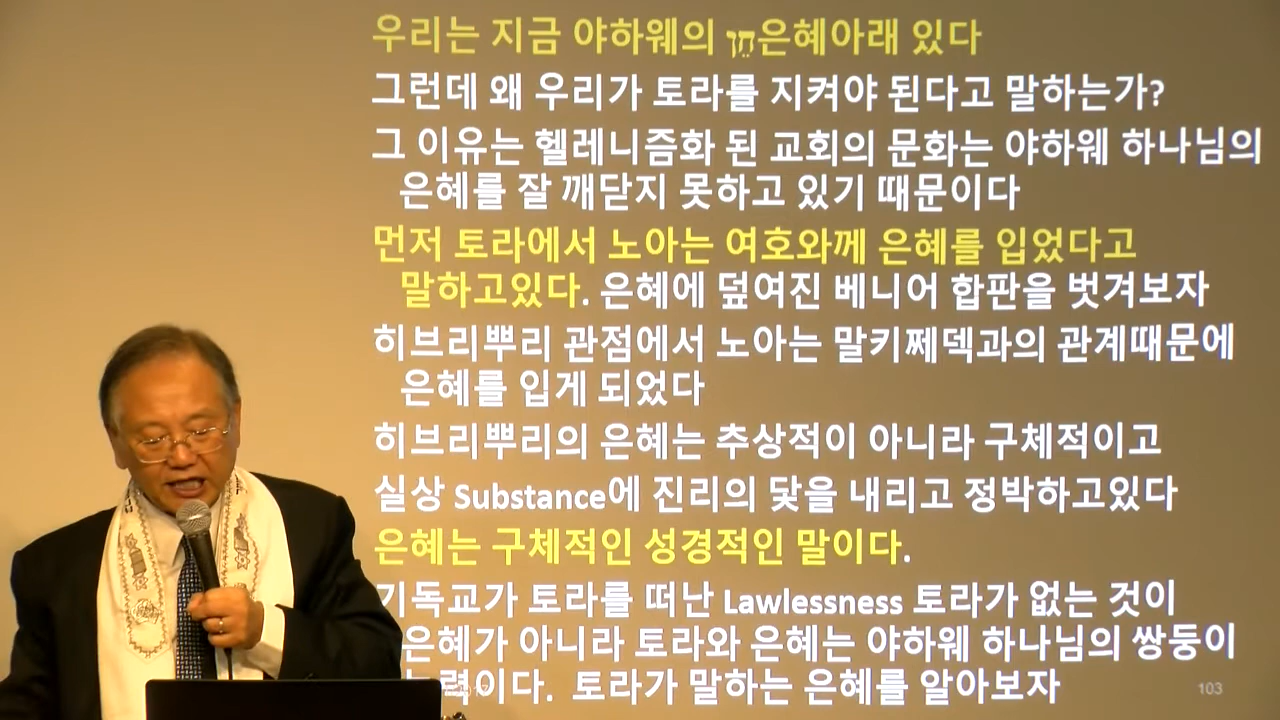 우리는 지금 야하웨의 חֵן은혜아래 있다
그런데 왜 우리가 토라를 지켜야 된다고 말하는가?
그 이유는 헬레니즘화 된 교회의 문화는 야하웨 하나님의
은혜를 잘 깨닫지 못하고 있기 때문이다
먼저 토라에서 노아는 여호와께 은혜를 입었다고
말하고있다. 은혜에 덮여진 베니어 합판을 벗겨보자
히브리뿌리 관점에서 노아는 말키쩨덱과의 관계때문에
은혜를 입게 되었다
히브리뿌리의 은혜는 추상적이 아니라 구체적이고
실상 Substance에 진리의 닻을 내리고 정박하고있다
은혜는 구체적인 성경적인 말이다.
기독교가 토라를 떠난 Lawlessness 토라가 없는 것이
은혜가 아니라 토라와 은혜는 야하웨 하나님의 쌍둥이
능력이다. 토라가 말하는 은혜를 알아보자
103